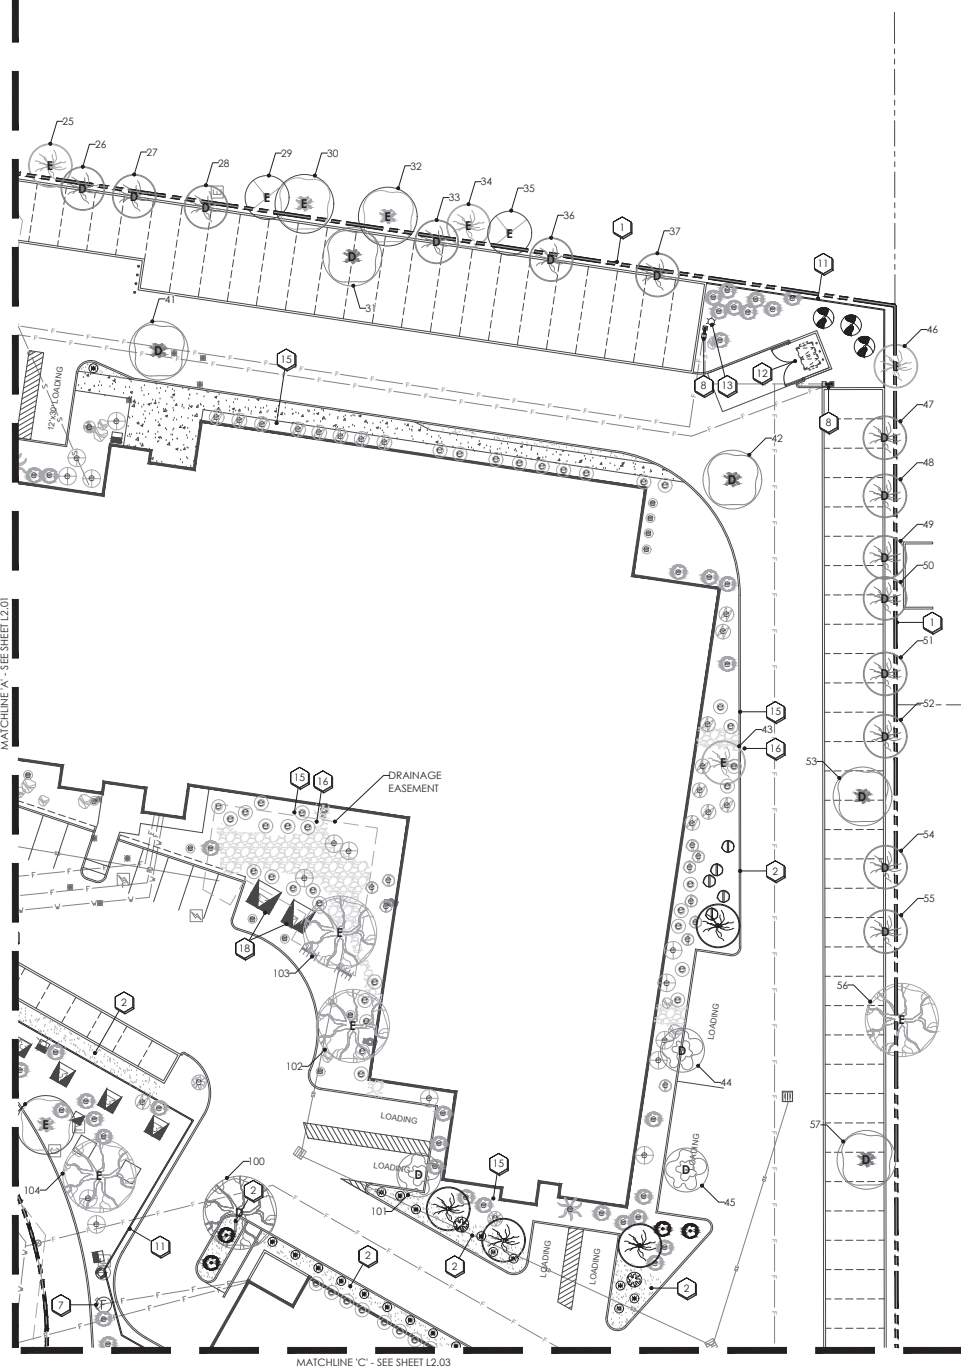 25
26
27
28
29
30
32
33
34
35
36
37
1
11
E
D
D
D
E
E
E
D
E
E
D
D
31
D
41
D
46
15
12
8
13
8
12'x30' LOADING
42
D
47
D
48
D
49
D
50
D
1
51
D
52
D
MATCHLINE 'A' - SEE SHEET L2.01
15
43
16
E
53
D
15
16
DRAINAGE
EASEMENT
54
D
2
55
D
18
E
103
56
E
2
E
102
LOADING
D
44
LOADING
57
D
E
E
104
100
2
D
LOADING
D
101
15
LOADING
D
45
11
2
2
LOADING
LOADING
2
7
MATCHLINE 'C' - SEE SHEET L2.03